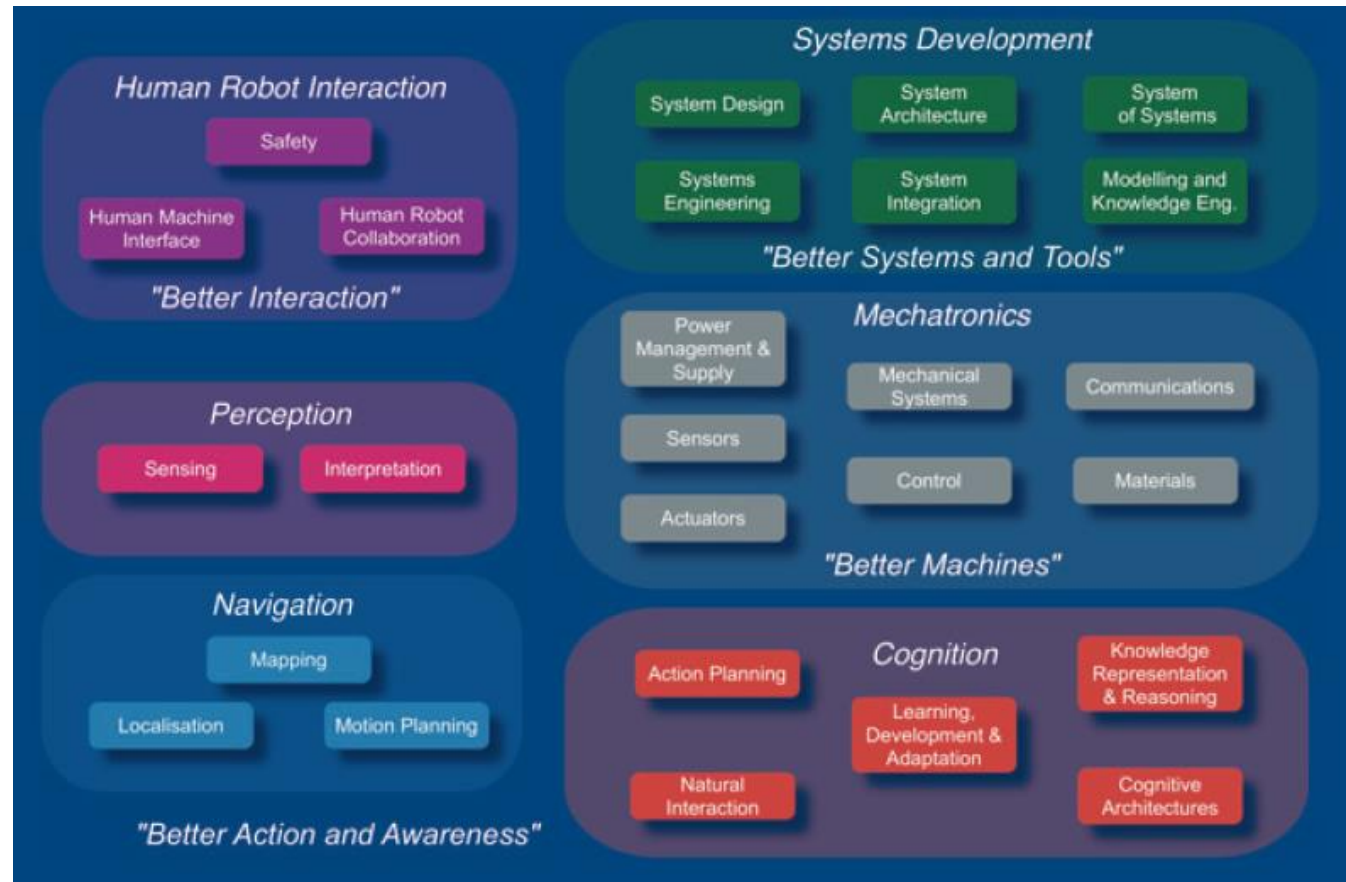 Human Robot Interaction
Safety
Human Machine
Interface
Human Robot
Collaboration
"Better Interaction"
Perception
Sensing
Interpretation
Navigation
Mapping
Localisation
Motion Planning
"Better Action and Awareness"
Systems Development
System Design
System
Architecture
System
of Systems
Systems
Engineering
System
Integration
Modelling and
Knowledge Eng.
"Better Systems and Tools"
Mechatronics
Power
Management &
Supply
Mechanical
Systems
Communications
Sensors
Control
Materials
Actuators
"Better Machines"
Cognition
Action Planning
Knowledge
Representation
& Reasoning
Learning,
Development &
Adaptation
Natural
Interaction
Cognitive
Architectures